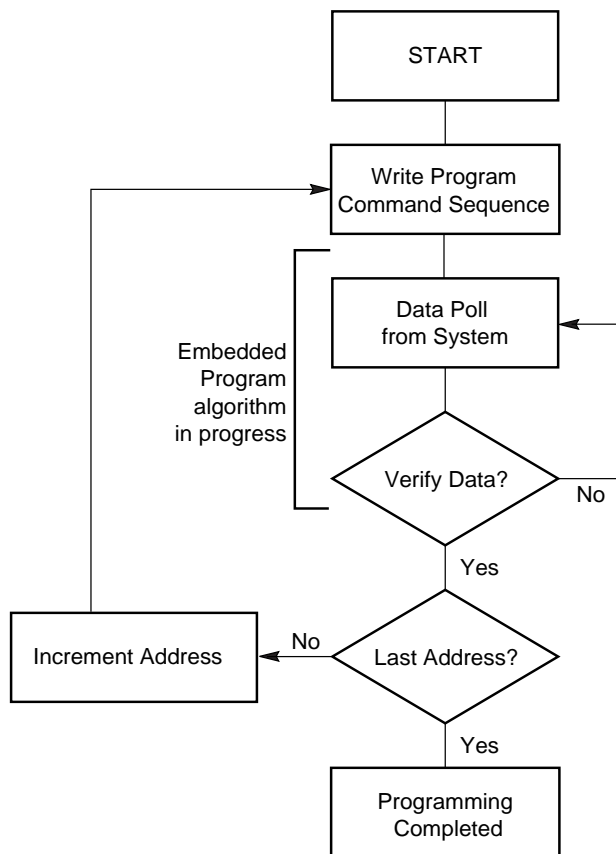 START
Write Program
Command Sequence
Data Poll
from System
Embedded
Program
algorithm
in progress
Verify Data?
No
Yes
Increment Address
No
Last Address?
Yes
Programming
Completed